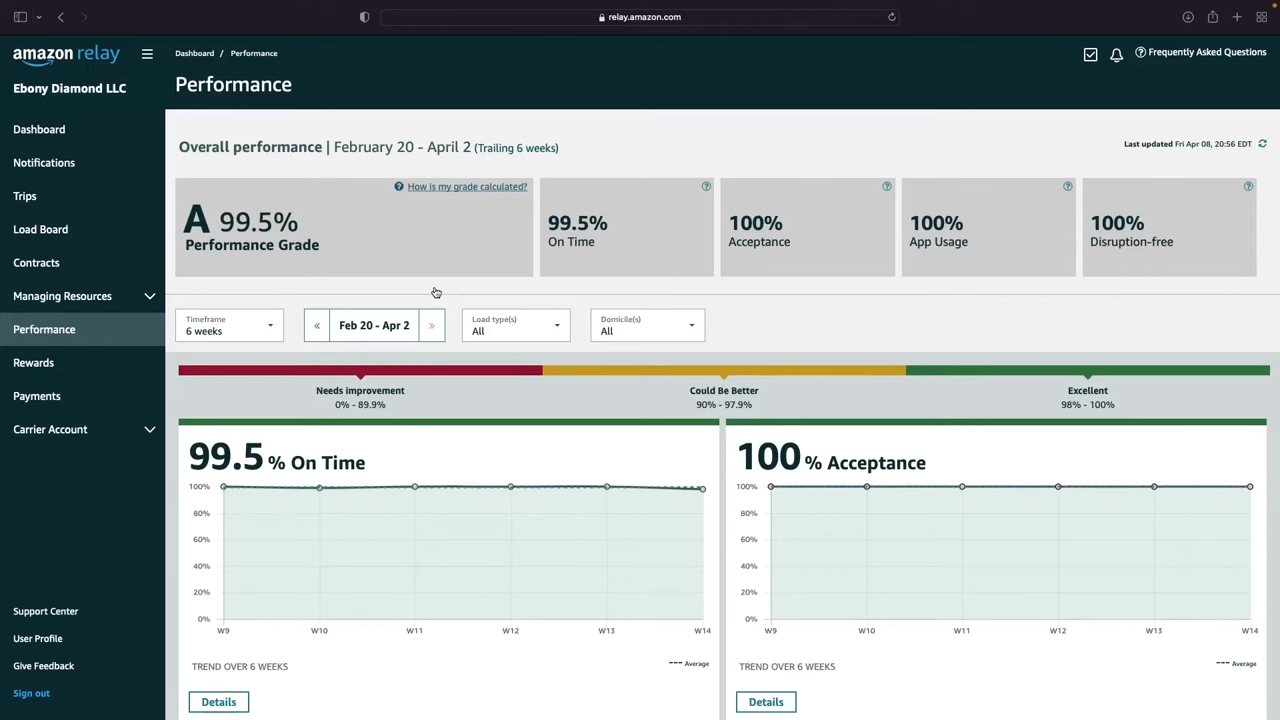 relay.amazon.com
amazon relay
Dashboard / Performance
Frequently Asked Questions
Ebony Diamond LLC
Performance
Dashboard
Notifications
Trips
Load Board
Contracts
Managing Resources
Performance
Rewards
Payments
Carrier Account
Support Center
User Profile
Give Feedback
Sign out
Overall performance | February 20 - April 2 (Trailing 6 weeks)
Last updated Fri Apr 08, 20:56 EDT
How is my grade calculated?
A 99.5%
Performance Grade
99.5%
On Time
100%
Acceptance
100%
App Usage
100%
Disruption-free
Timeframe
6 weeks
« Feb 20 - Apr 2 »
Load type(s)
All
Domicile(s)
All
Needs improvement
0% - 89.9%
Could Be Better
90% - 97.9%
Excellent
98% - 100%
99.5 % On Time
100%
80%
60%
40%
20%
0%
W9 W10 W11 W12 W13 W14
TREND OVER 6 WEEKS
--- Average
Details
100 % Acceptance
100%
80%
60%
40%
20%
0%
W9 W10 W11 W12 W13 W14
TREND OVER 6 WEEKS
--- Average
Details